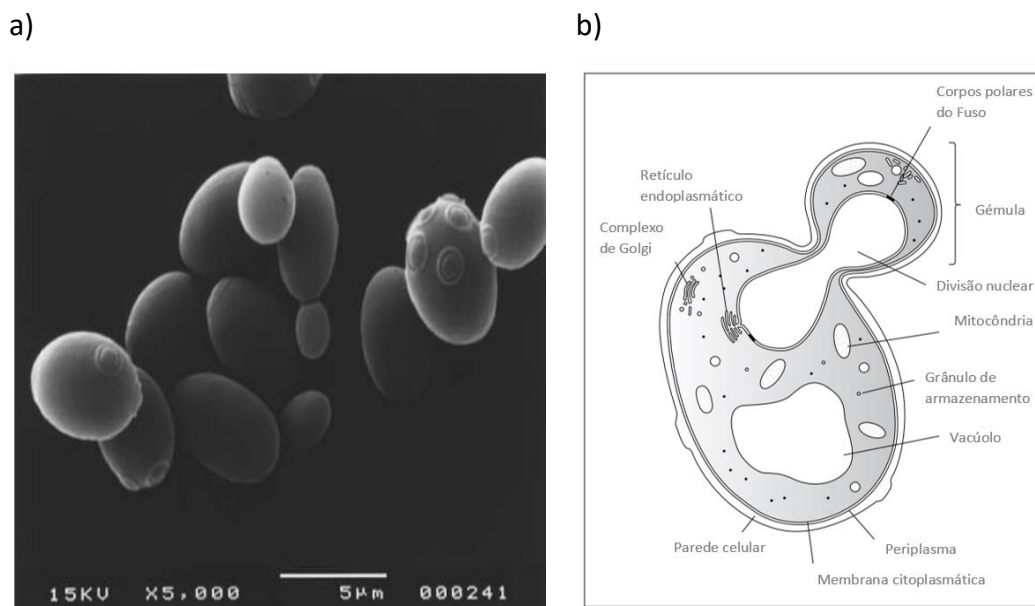 a)
15KV X5,000 5µm 000241
b)
Corpos polares
do Fuso
Retículo
endoplasmático
Gémula
Complexo
de Golgi
Divisão nuclear
Mitocôndria
Grânulo de
armazenamento
Vacúolo
Parede celular
Periplasma
Membrana citoplasmática